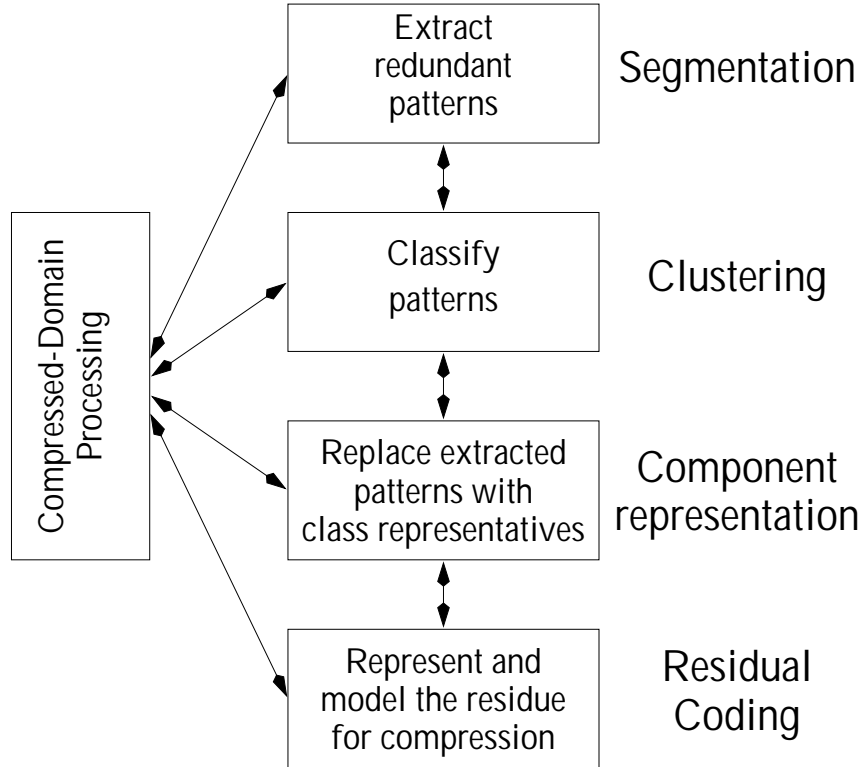 Extract
redundant
patterns
Segmentation
Classify
patterns
Clustering
Compressed-Domain
Processing
Replace extracted
patterns with
class representatives
Component
representation
Represent and
model the residue
for compression
Residual
Coding